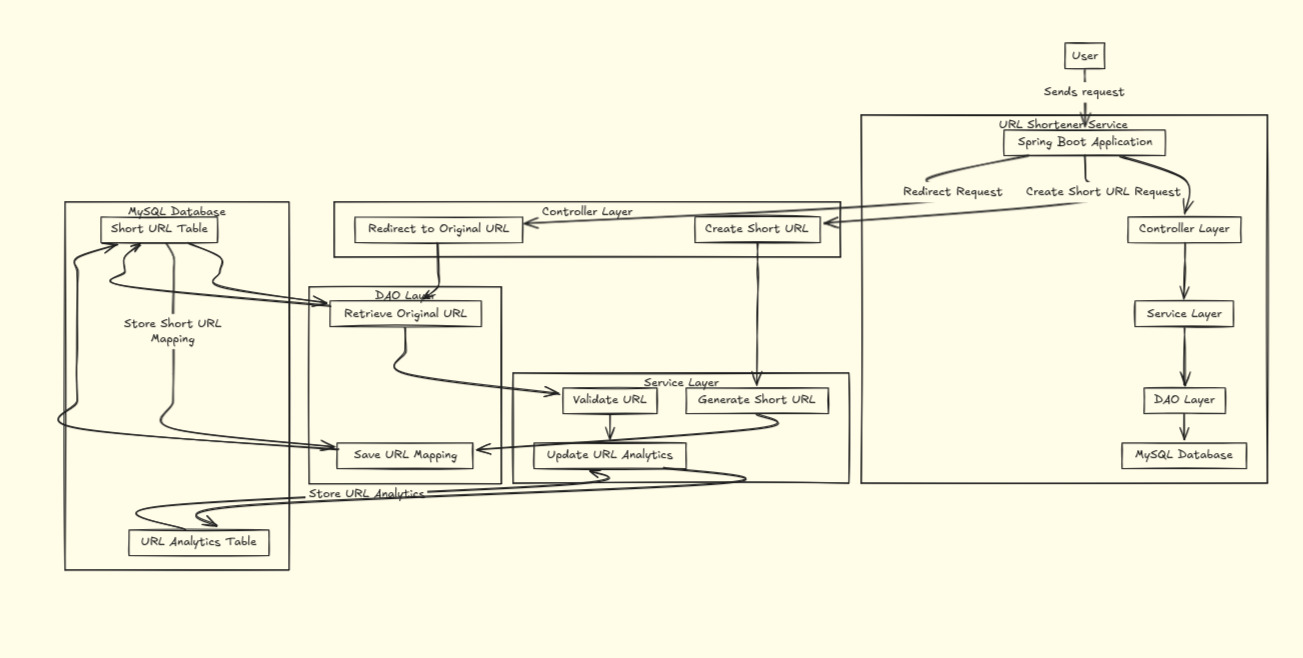 User
Sends request
URL Shortener Service
Spring Boot Application
Redirect Request
Create Short URL Request
Controller Layer
Service Layer
DAO Layer
MySQL Database
Controller Layer
Redirect to Original URL
Create Short URL
MySQL Database
Short URL Table
Store Short URL
Mapping
URL Analytics Table
DAO Layer
Retrieve Original URL
Save URL Mapping
Service Layer
Validate URL
Generate Short URL
Update URL Analytics
Store URL Analytics